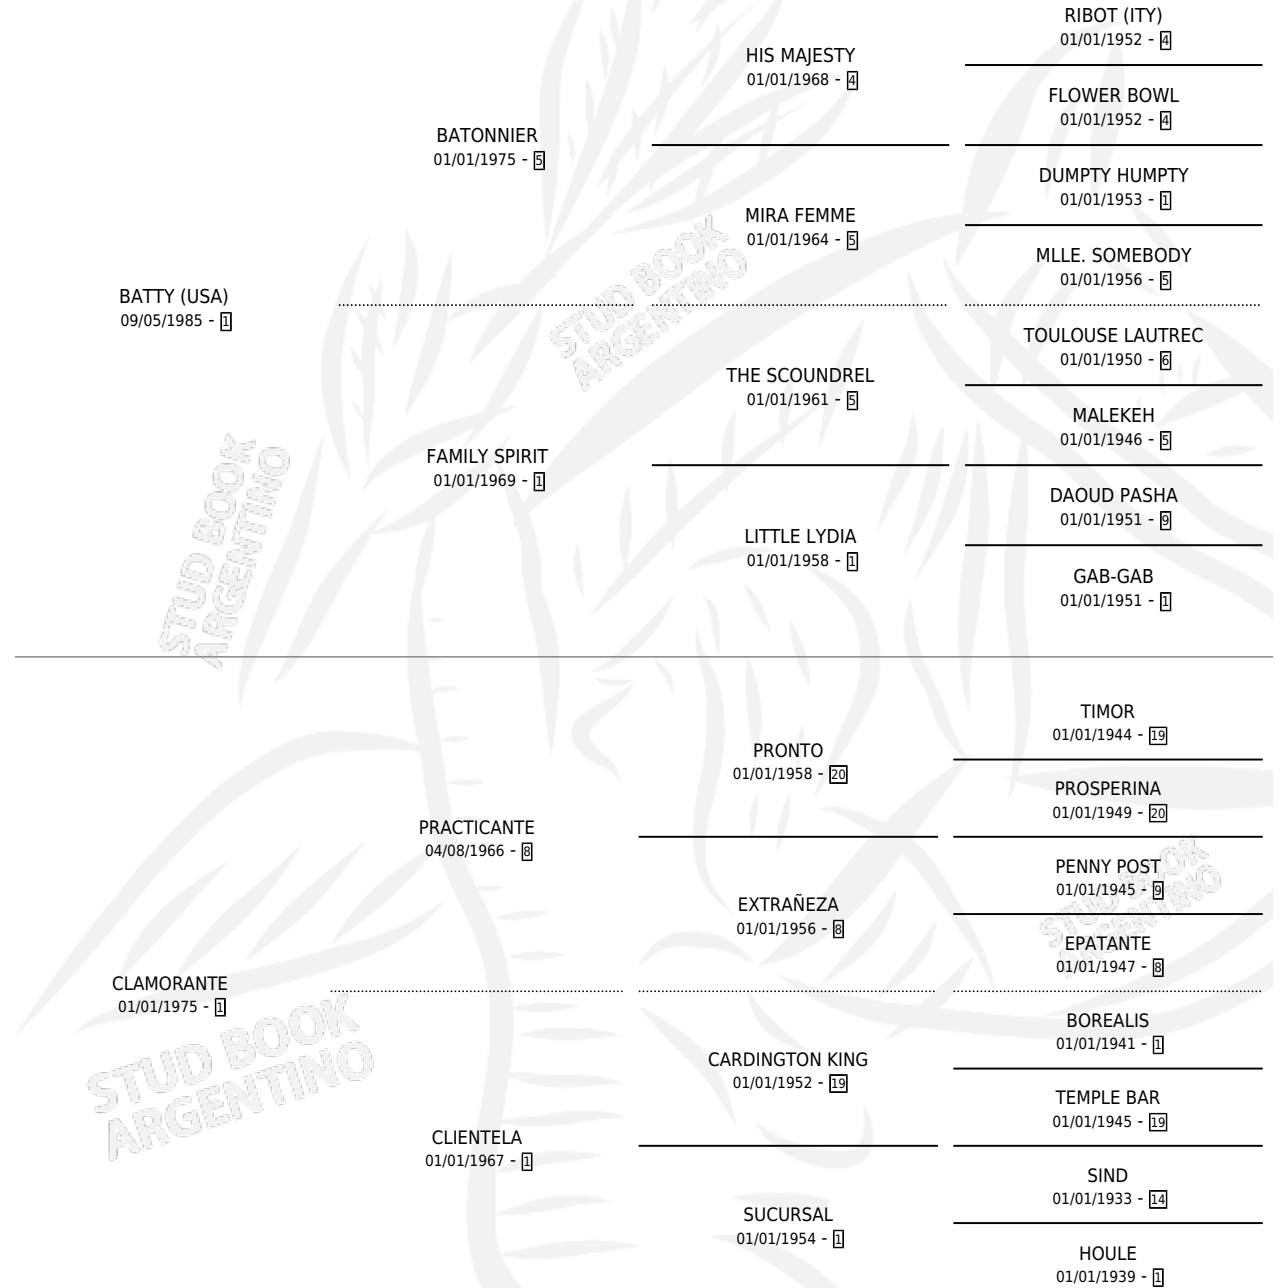 RIBOT (ITY)
01/01/1952 - 4
HIS MAJESTY
01/01/1968 - 4
FLOWER BOWL
01/01/1952 - 4
BATONNIER
01/01/1975 - 5
DUMPTY HUMPTY
01/01/1953 - 1
MIRA FEMME
01/01/1964 - 5
MLLE. SOMEBODY
01/01/1956 - 5
BATTY (USA)
09/05/1985 - 1
STUD BOOK
ARGENTINO
TOULOUSE LAUTREC
01/01/1950 - 6
THE SCOUNDREL
01/01/1961 - 5
MALEKEH
01/01/1946 - 5
FAMILY SPIRIT
01/01/1969 - 1
DAOUD PASHA
01/01/1951 - 9
LITTLE LYDIA
01/01/1958 - 1
GAB-GAB
01/01/1951 - 1
STUD BOOK
ARGENTINO
TIMOR
01/01/1944 - 19
PRONTO
01/01/1958 - 20
PROSPERINA
01/01/1949 - 20
PRACTICANTE
04/08/1966 - 8
PENNY POST
01/01/1945 - 9
EXTRAÑEZA
01/01/1956 - 8
EPATANTE
01/01/1947 - 8
STUD BOOK
ARGENTINO
CLAMORANTE
01/01/1975 - 1
BOREALIS
01/01/1941 - 1
CARDINGTON KING
01/01/1952 - 19
TEMPLE BAR
01/01/1945 - 19
STUD BOOK
ARGENTINO
CLIENTELA
01/01/1967 - 1
SIND
01/01/1933 - 14
SUCURSAL
01/01/1954 - 1
HOULE
01/01/1939 - 1